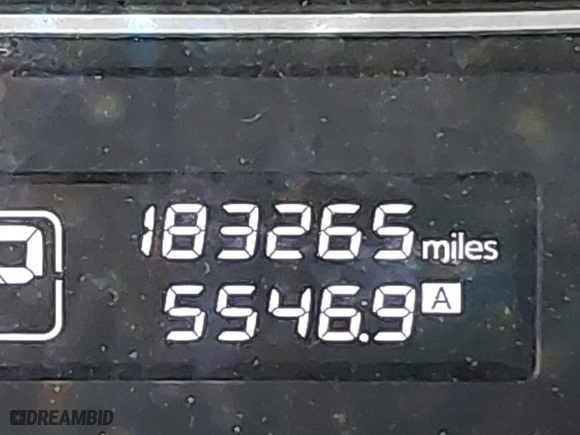 P
183265 miles
5546.9 A
DREAMBID